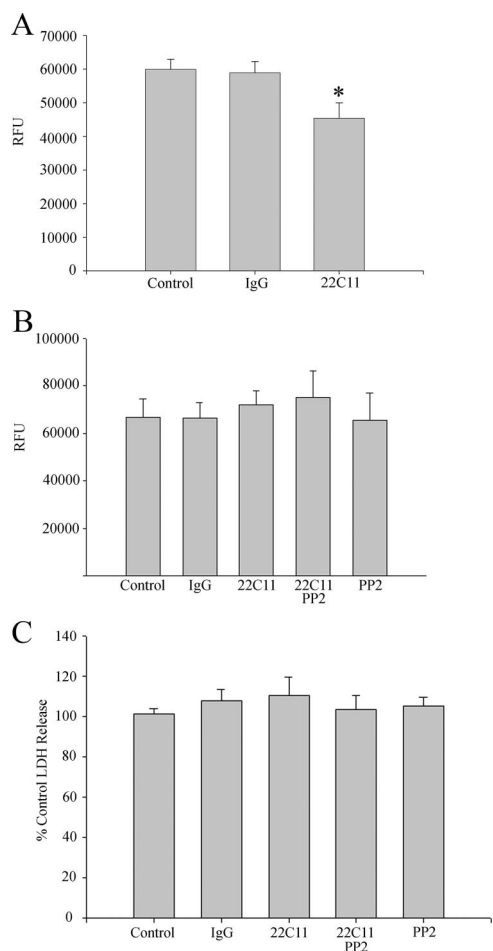 A
70000
60000
50000
40000
30000
20000
10000
0
RFU
*
Control IgG 22C11
B
100000
80000
60000
40000
20000
RFU
Control IgG 22C11 22C11 PP2
PP2
C
140
120
100
80
60
40
20
0
% Control LDH Release
Control IgG 22C11 22C11 PP2
PP2